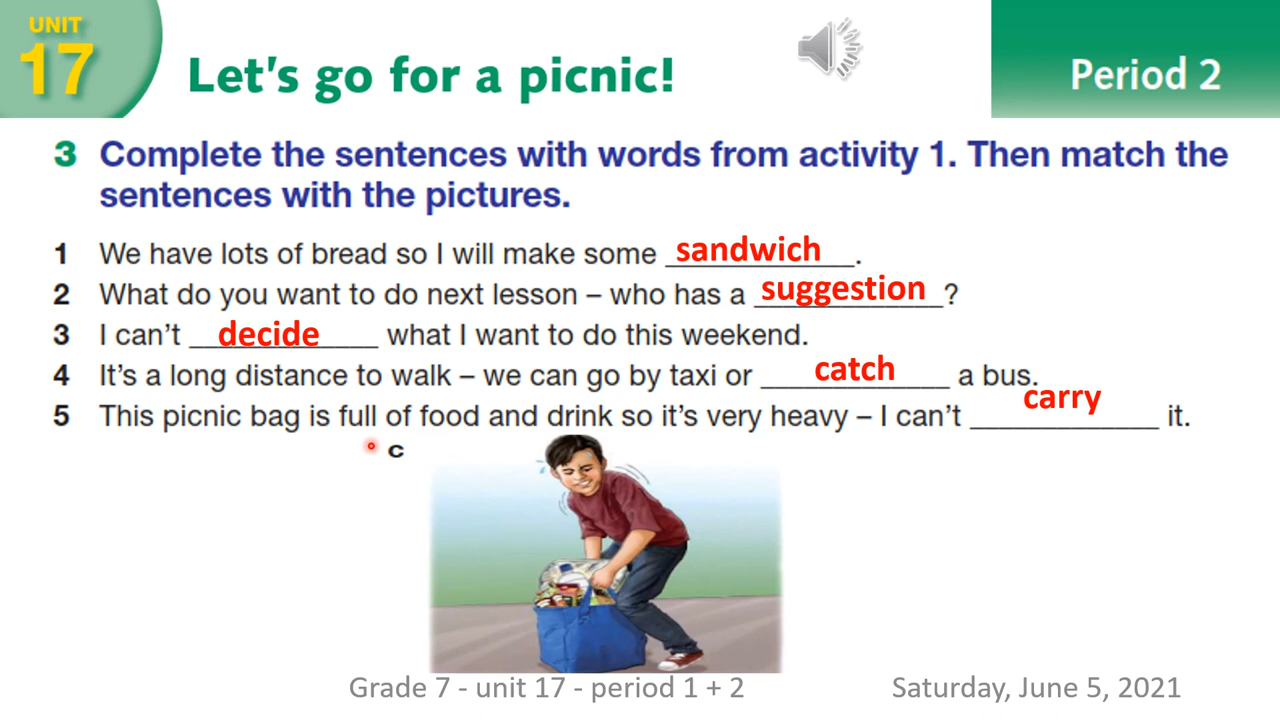 UNIT
17
Let's go for a picnic!
Period 2
3 Complete the sentences with words from activity 1. Then match the
sentences with the pictures.
1 We have lots of bread so I will make some sandwich.
2 What do you want to do next lesson – who has a suggestion?
3 I can't decide what I want to do this weekend.
4 It's a long distance to walk – we can go by taxi or catch a bus.
5 This picnic bag is full of food and drink so it's very heavy – I can't carry it.
c
Grade 7 - unit 17 - period 1 + 2
Saturday, June 5, 2021